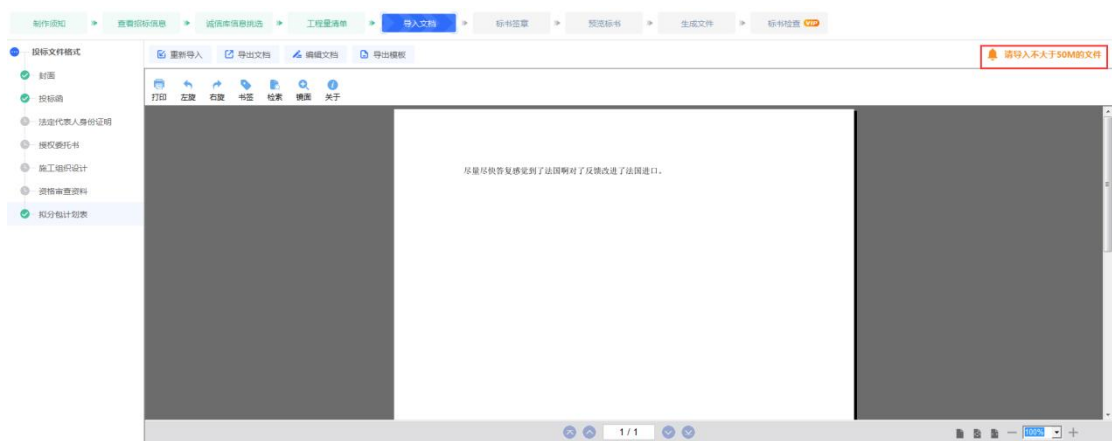 制作须知 查看招标信息 诚信库信息挑选 工程量清单 导入文档 标书签章 预览标书 生成文件 标书检查 VIP
投标文件格式
封面
投标函
法定代表人身份证明
授权委托书
施工组织设计
资格审查资料
拟分包计划表
重新导入 导出文档 编辑文档 导出模板
请导入不大于50M的文件
打印 左旋 右旋 书签 检索 横面 关于
尽量尽快答复感觉到了法国啊对了反馈改进了法国进口。
1 / 1
100%